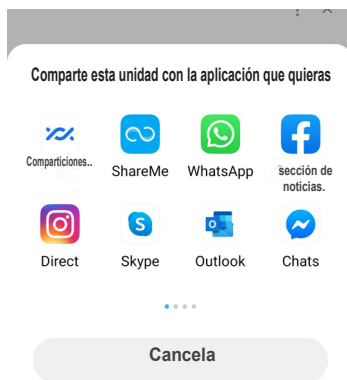 Comparte esta unidad con la aplicación que quieras
Comparticiones..
ShareMe
WhatsApp
sección de
noticias.
Direct
Skype
Outlook
Chats
Cancela